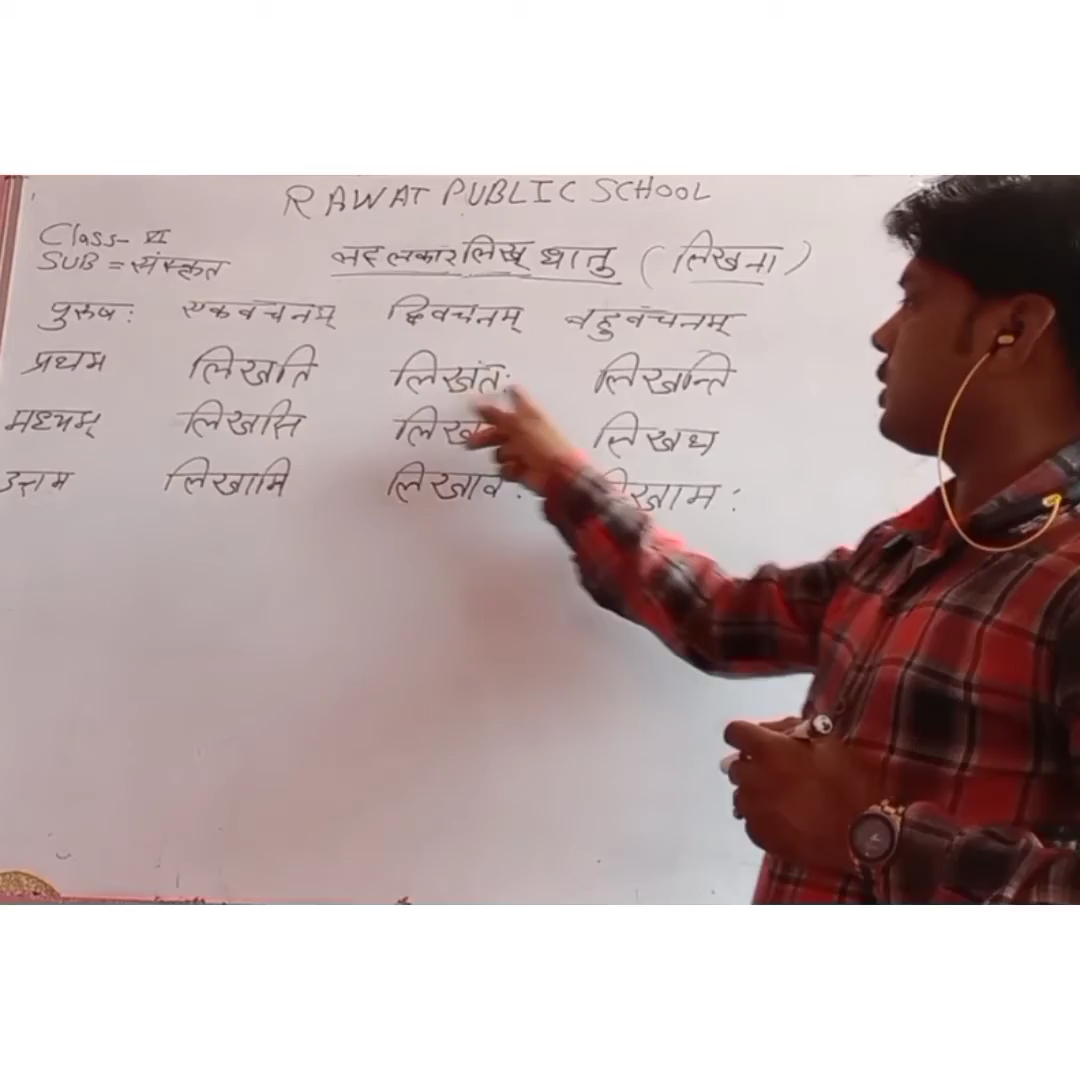 RAWAT PUBLIC SCHOOL
Class- VI
SUB = संस्कृत लट्लकार लिख् धातु (लिखना)
पुरुषः एकवचनम् द्विवचनम् बहुवचनम्
प्रथम लिखति लिखतः लिखन्ति
मध्यम् लिखसि लिखथ
उत्तम लिखामि लिखावः